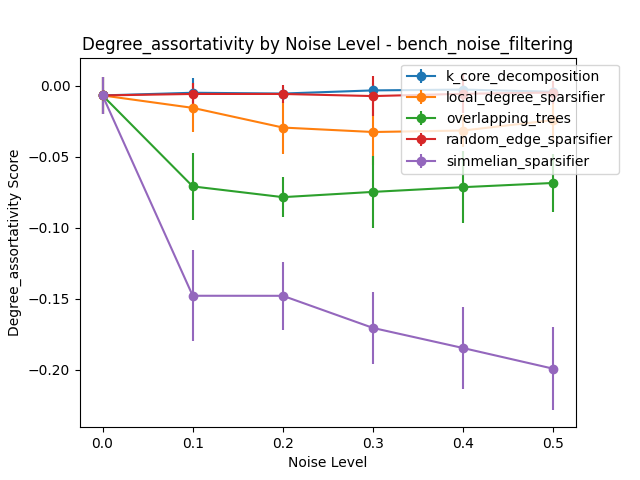 Degree_assortativity by Noise Level - bench_noise_filtering
k_core_decomposition
local_degree_sparsifier
overlapping_trees
random_edge_sparsifier
simmelian_sparsifier
Degree_assortativity Score
0.00
−0.05
−0.10
−0.15
−0.20
0.0 0.1 0.2 0.3 0.4 0.5
Noise Level